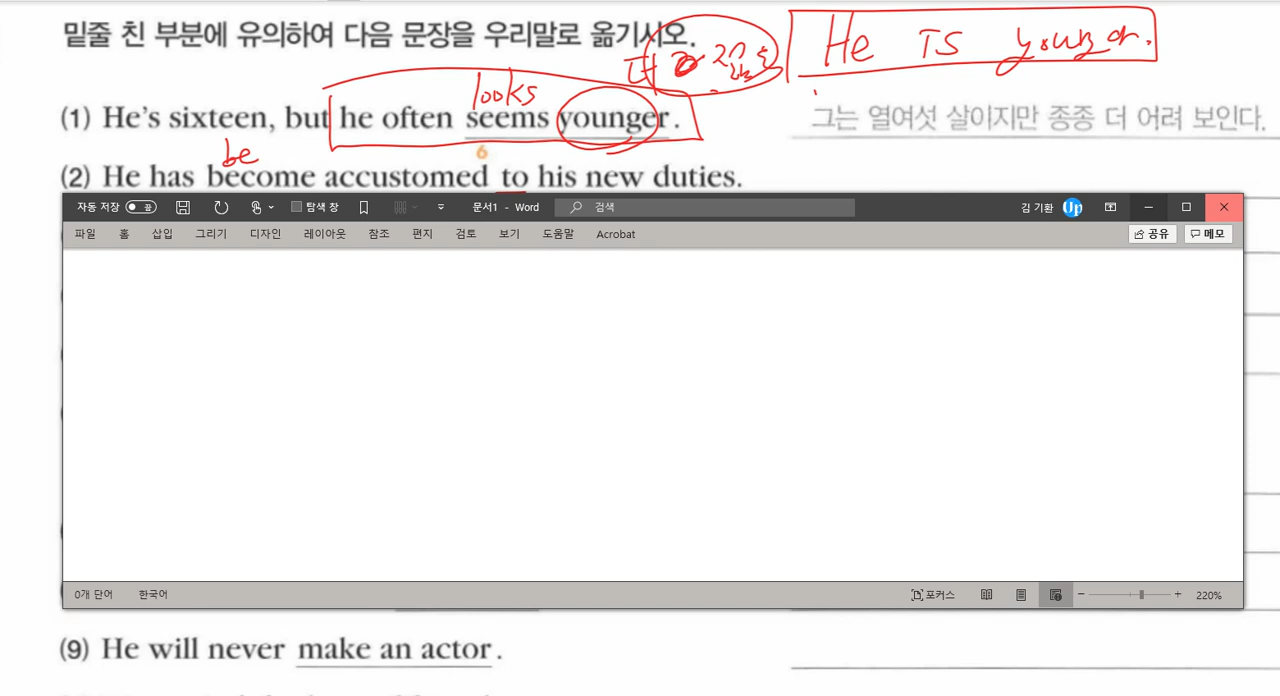 밑줄 친 부분에 유의하여 다음 문장을 우리말로 옮기시오.
He is younger.
더
looks
(1) He's sixteen, but he often seems younger.
그는 열여섯 살이지만 종종 더 어려 보인다.
6
be
(2) He has become accustomed to his new duties.
자동 저장 끔 탐색 창 문서1 - Word 검색 김 기환 Up
파일 홈 삽입 그리기 디자인 레이아웃 참조 편지 검토 보기 도움말 Acrobat 공유 메모
0개 단어 한국어 포커스 220%
(9) He will never make an actor.